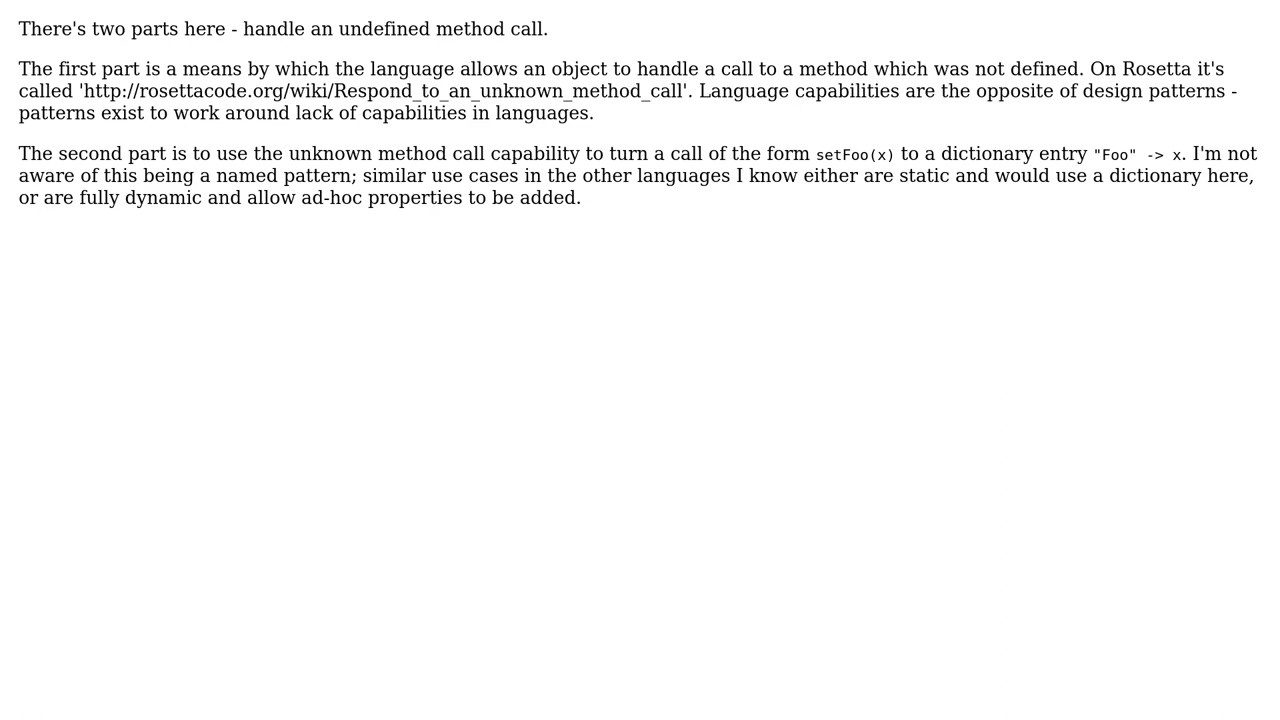 There's two parts here - handle an undefined method call.
The first part is a means by which the language allows an object to handle a call to a method which was not defined. On Rosetta it's
called 'http://rosettacode.org/wiki/Respond_to_an_unknown_method_call'. Language capabilities are the opposite of design patterns -
patterns exist to work around lack of capabilities in languages.
The second part is to use the unknown method call capability to turn a call of the form setFoo(x) to a dictionary entry "Foo" -> x. I'm not
aware of this being a named pattern; similar use cases in the other languages I know either are static and would use a dictionary here,
or are fully dynamic and allow ad-hoc properties to be added.